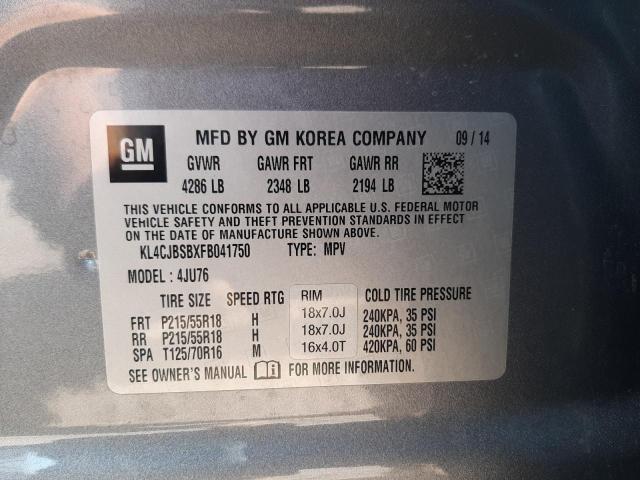 GM
MFD BY GM KOREA COMPANY 09 / 14
GVWR GAWR FRT GAWR RR
4286 LB 2348 LB 2194 LB
THIS VEHICLE CONFORMS TO ALL APPLICABLE U.S. FEDERAL MOTOR
VEHICLE SAFETY AND THEFT PREVENTION STANDARDS IN EFFECT
ON THE DATE OF MANUFACTURE SHOWN ABOVE.
KL4CJBSBXFB041750 TYPE: MPV
MODEL : 4JU76
TIRE SIZE SPEED RTG RIM COLD TIRE PRESSURE
FRT P215/55R18 H 18x7.0J 240KPA, 35 PSI
RR P215/55R18 H 18x7.0J 240KPA, 35 PSI
SPA T125/70R16 M 16x4.0T 420KPA, 60 PSI
SEE OWNER'S MANUAL FOR MORE INFORMATION.